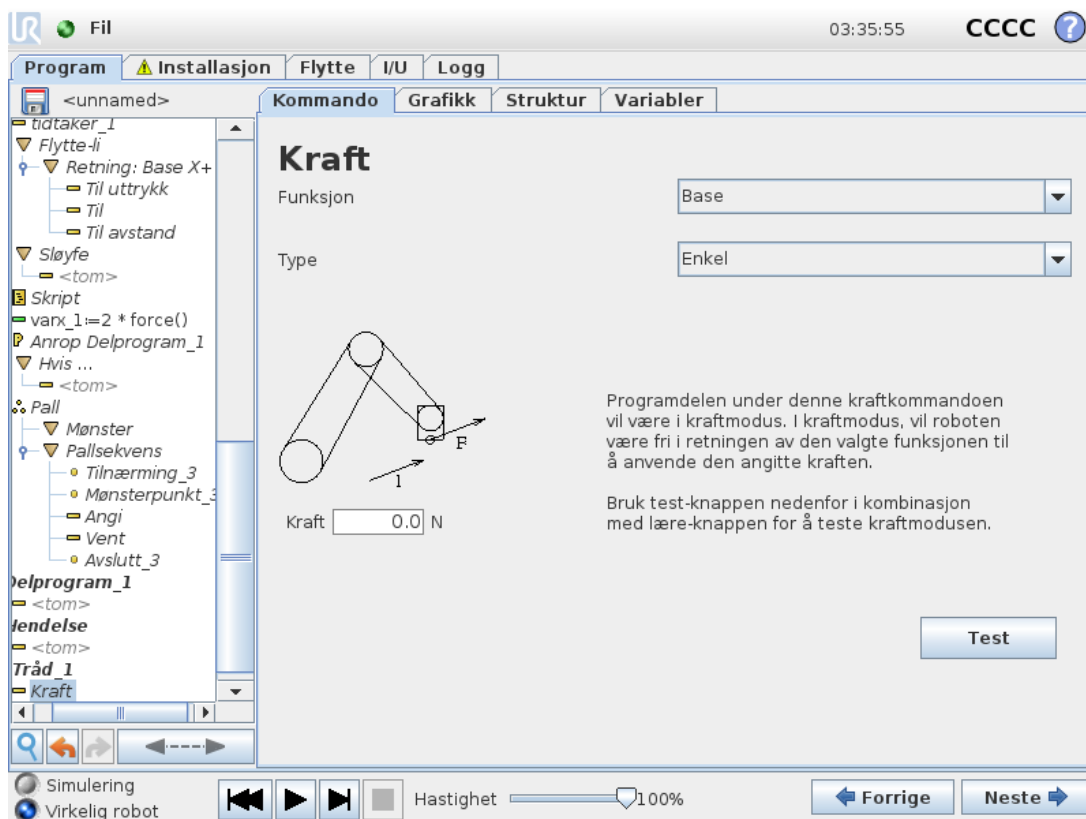 UR Fil 03:35:55 CCCC ?
Program Installasjon Flytte I/U Logg
<unnamed>
Kommando Grafikk Struktur Variabler
tidtaker_1
Flytte-li
Retning: Base X+
Til uttrykk
Til
Til avstand
Sløyfe
<tom>
Skript
varx_1:=2 * force()
P Anrop Delprogram_1
Hvis ...
<tom>
Pall
Mønster
Pallsekvens
Tilnærming_3
Mønsterpunkt_3
Angi
Vent
Avslutt_3
Delprogram_1
<tom>
Hendelse
<tom>
Tråd_1
Kraft
Kraft
Funksjon Base
Type Enkel
F
1
Kraft 0.0 N
Programdelen under denne kraftkommandoen
vil være i kraftmodus. I kraftmodus, vil roboten
være fri i retningen av den valgte funksjonen til
å anvende den angitte kraften.
Bruk test-knappen nedenfor i kombinasjon
med lære-knappen for å teste kraftmodusen.
Test
Simulering
Virkelig robot
Hastighet 100%
Forrige Neste